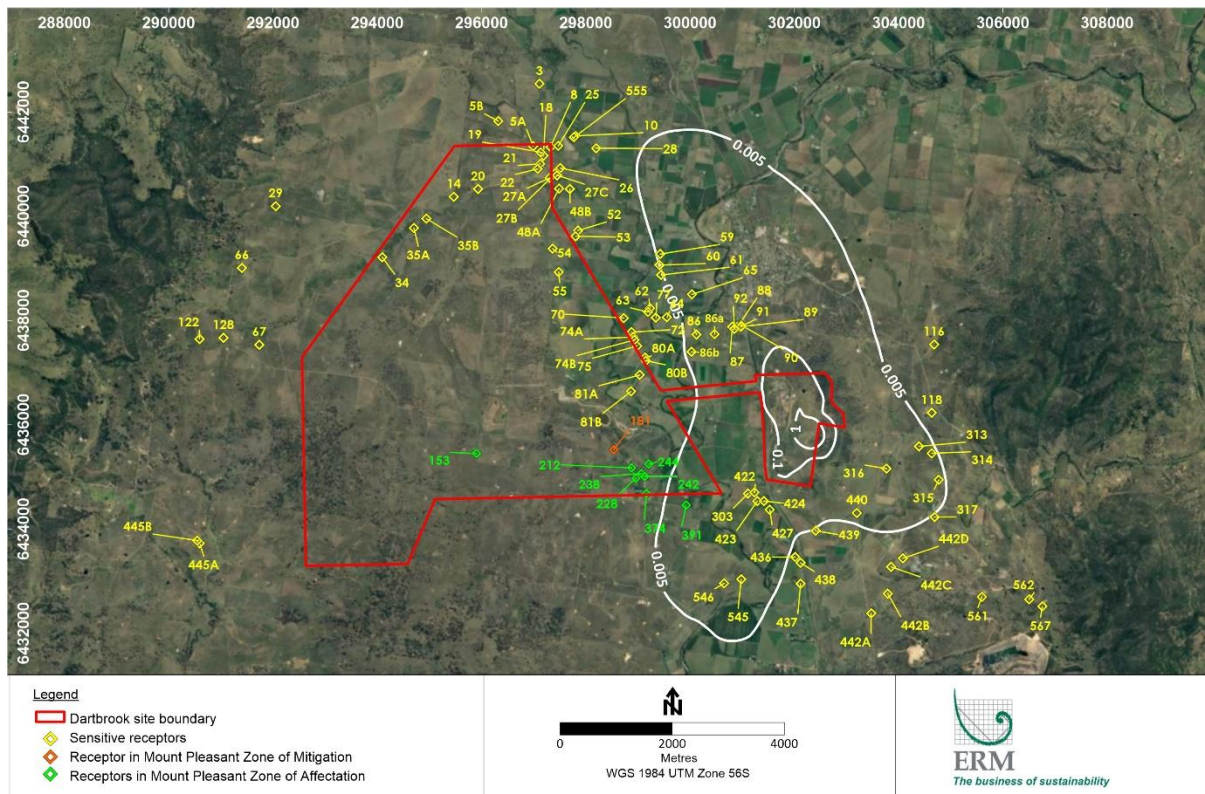 288000 290000 292000 294000 296000 298000 300000 302000 304000 306000 308000
6442000
6440000
6438000
6436000
6434000
6432000
3
8 25 555
18
5B
5A
10
19
28
21
22
20
14
26
27A
27C
27B
48B
48A
29
52
53
35B
35A
54
59
60
61
66
34
55
65
62
63
92 88
91
89
86 86a
70
122 128 67
116
87
90
74A
80A
86b
74B
75
80B
81A
81B
118
181
313
314
153
212
244
316
238
242
422
315
228
303
424
440
317
374
391
423
427
439
445B
445A
436
442D
438
442C
546
545
437
442B
561
562
567
442A
0.005
0.005
0.005
0.005
0.1
1
Legend
Dartbrook site boundary
Sensitive receptors
Receptor in Mount Pleasant Zone of Mitigation
Receptors in Mount Pleasant Zone of Affectation
N
0 2000 4000
Metres
WGS 1984 UTM Zone 56S
ERM
The business of sustainability